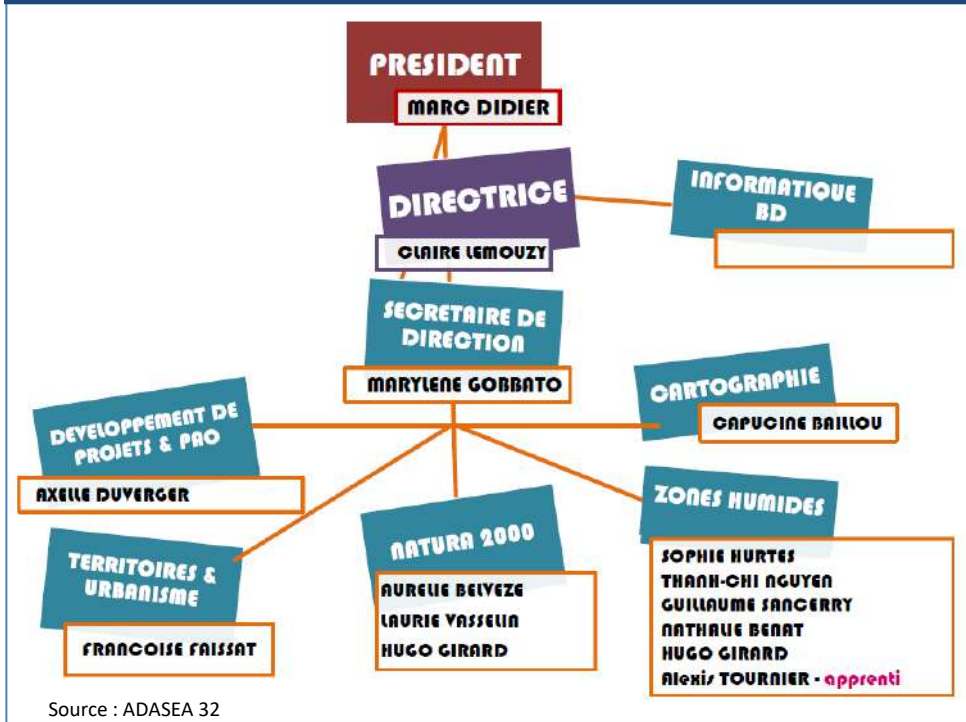 PRESIDENT
MARC DIDIER
DIRECTRICE
CLAIRE LEMOUZY
INFORMATIQUE
BD
SECRETAIRE DE
DIRECTION
MARYLENE GOBBATO
CARTOGRAPHIE
CAPUCINE BAILLOU
DEVELOPPEMENT DE
PROJETS & PAO
AXELLE DUVERGER
TERRITOIRES &
URBANISME
FRANCOISE FAISSAT
NATURA 2000
AURELIE BELVEZE
LAURIE VASSELIN
HUGO GIRARD
ZONES HUMIDES
SOPHIE HURTES
THANH-CHI NGUYEN
GUILLAUME SANCERRY
NATHALIE BENAT
HUGO GIRARD
Alexis TOURNIER - apprenti
Source : ADASEA 32